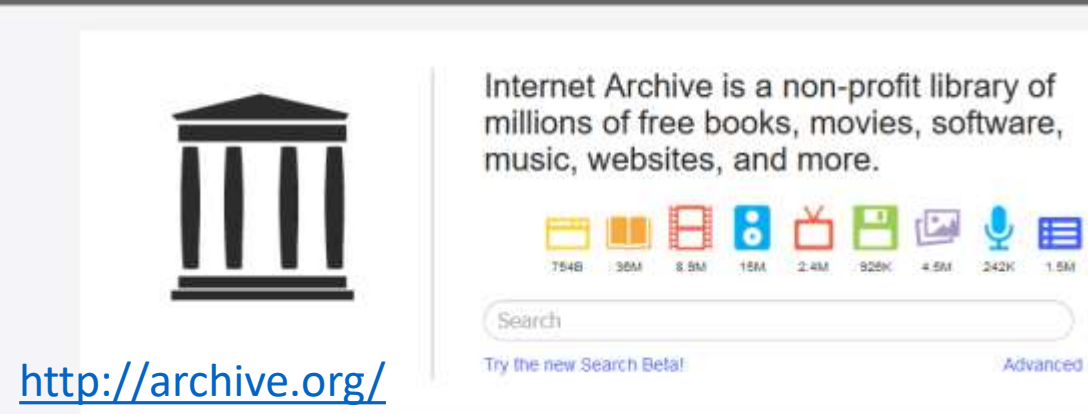 Internet Archive is a non-profit library of
millions of free books, movies, software,
music, websites, and more.
754B 36M 8.9M 15M 2.4M 926K 4.5M 242K 1.5M
Search
Try the new Search Beta! Advanced
http://archive.org/